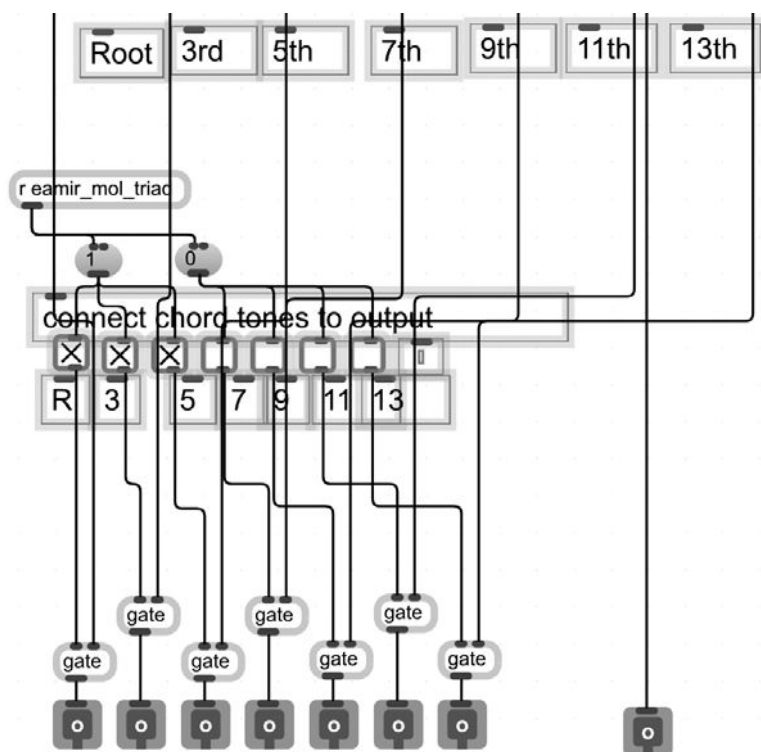 Root 3rd 5th 7th 9th 11th 13th
r eamir_mol_triad
1 0
connect chord tones to output
R 3 5 7 9 11 13
gate gate gate
gate gate gate gate
o o o o o o o o